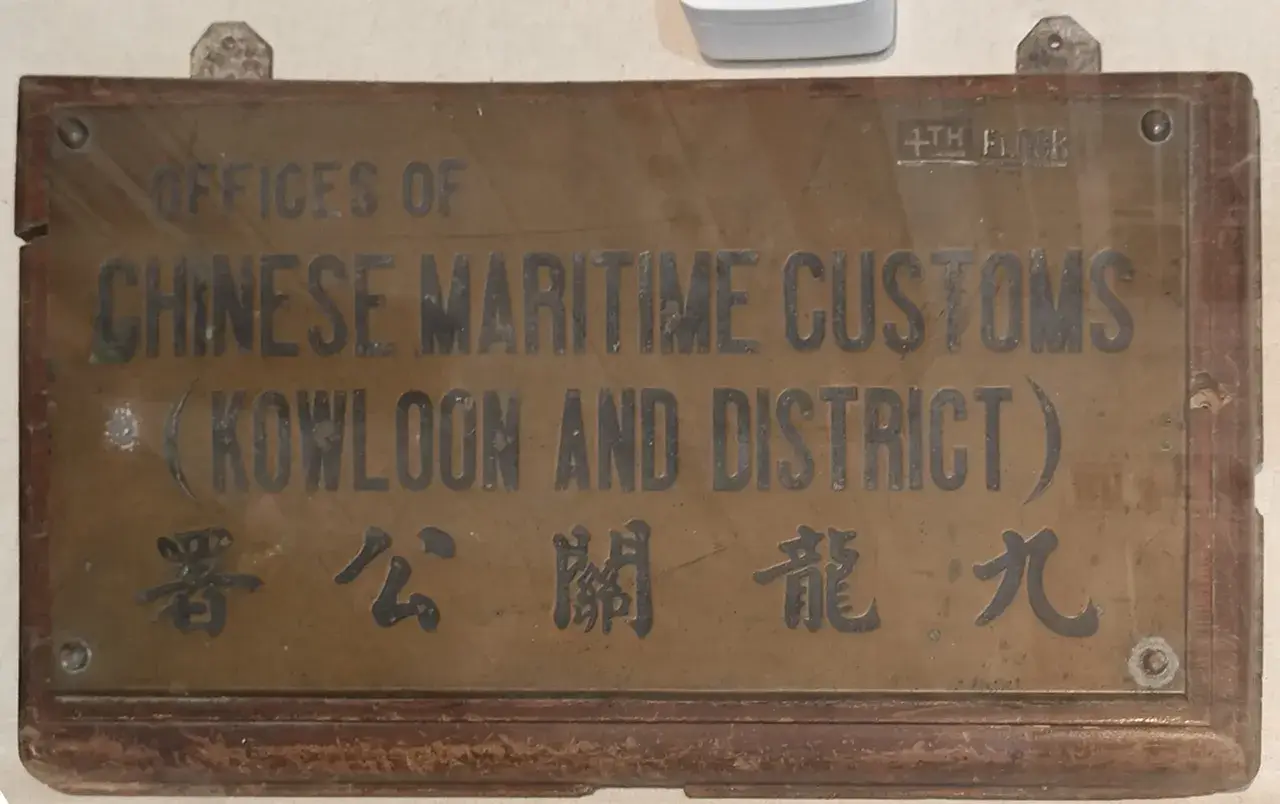 4TH FLOOR
OFFICES OF
CHINESE MARITIME CUSTOMS
(KOWLOON AND DISTRICT)
九龍關公署